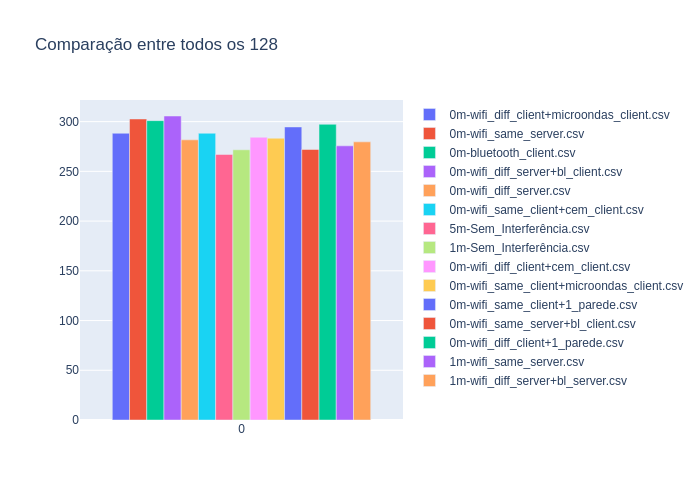 Comparação entre todos os 128
300
250
200
150
100
50
0
0
0m-wifi_diff_client+microondas_client.csv
0m-wifi_same_server.csv
0m-bluetooth_client.csv
0m-wifi_diff_server+bl_client.csv
0m-wifi_diff_server.csv
0m-wifi_same_client+cem_client.csv
5m-Sem_Interferência.csv
1m-Sem_Interferência.csv
0m-wifi_diff_client+cem_client.csv
0m-wifi_same_client+microondas_client.csv
0m-wifi_same_client+1_parede.csv
0m-wifi_same_server+bl_client.csv
0m-wifi_diff_client+1_parede.csv
1m-wifi_same_server.csv
1m-wifi_diff_server+bl_server.csv